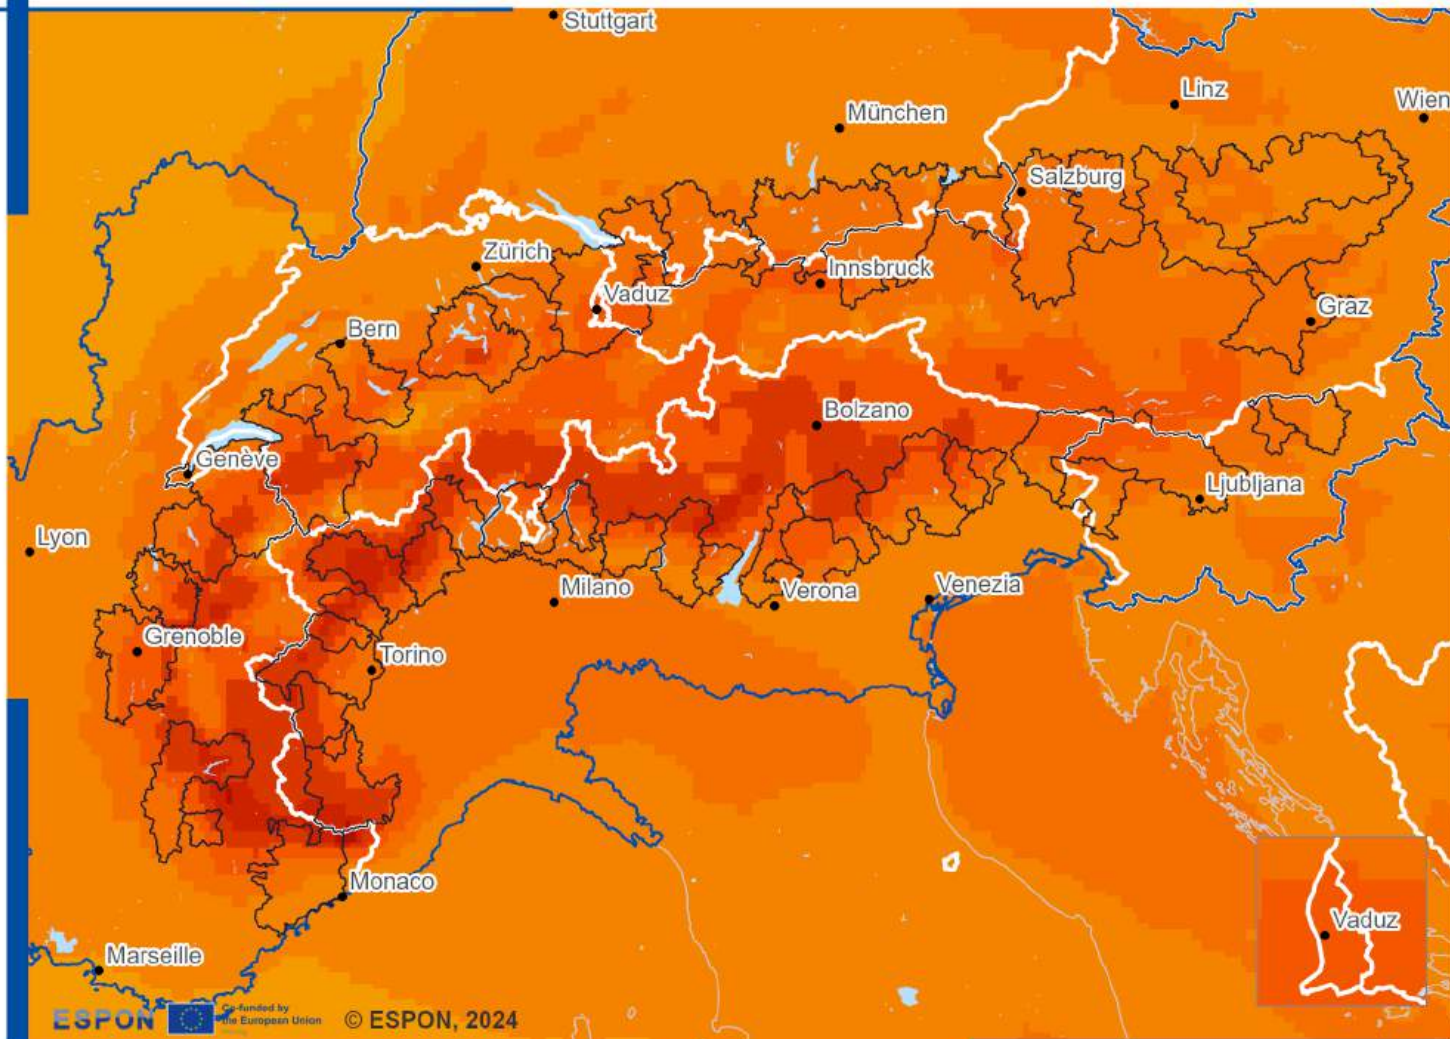 Stuttgart
Linz
Wien
München
Salzburg
Zürich
Innsbruck
Vaduz
Graz
Bern
Bolzano
Genève
Ljubljana
Lyon
Milano
Verona
Venezia
Grenoble
Torino
Monaco
Vaduz
Marseille
ESPON
Co-funded by
the European Union
© ESPON, 2024